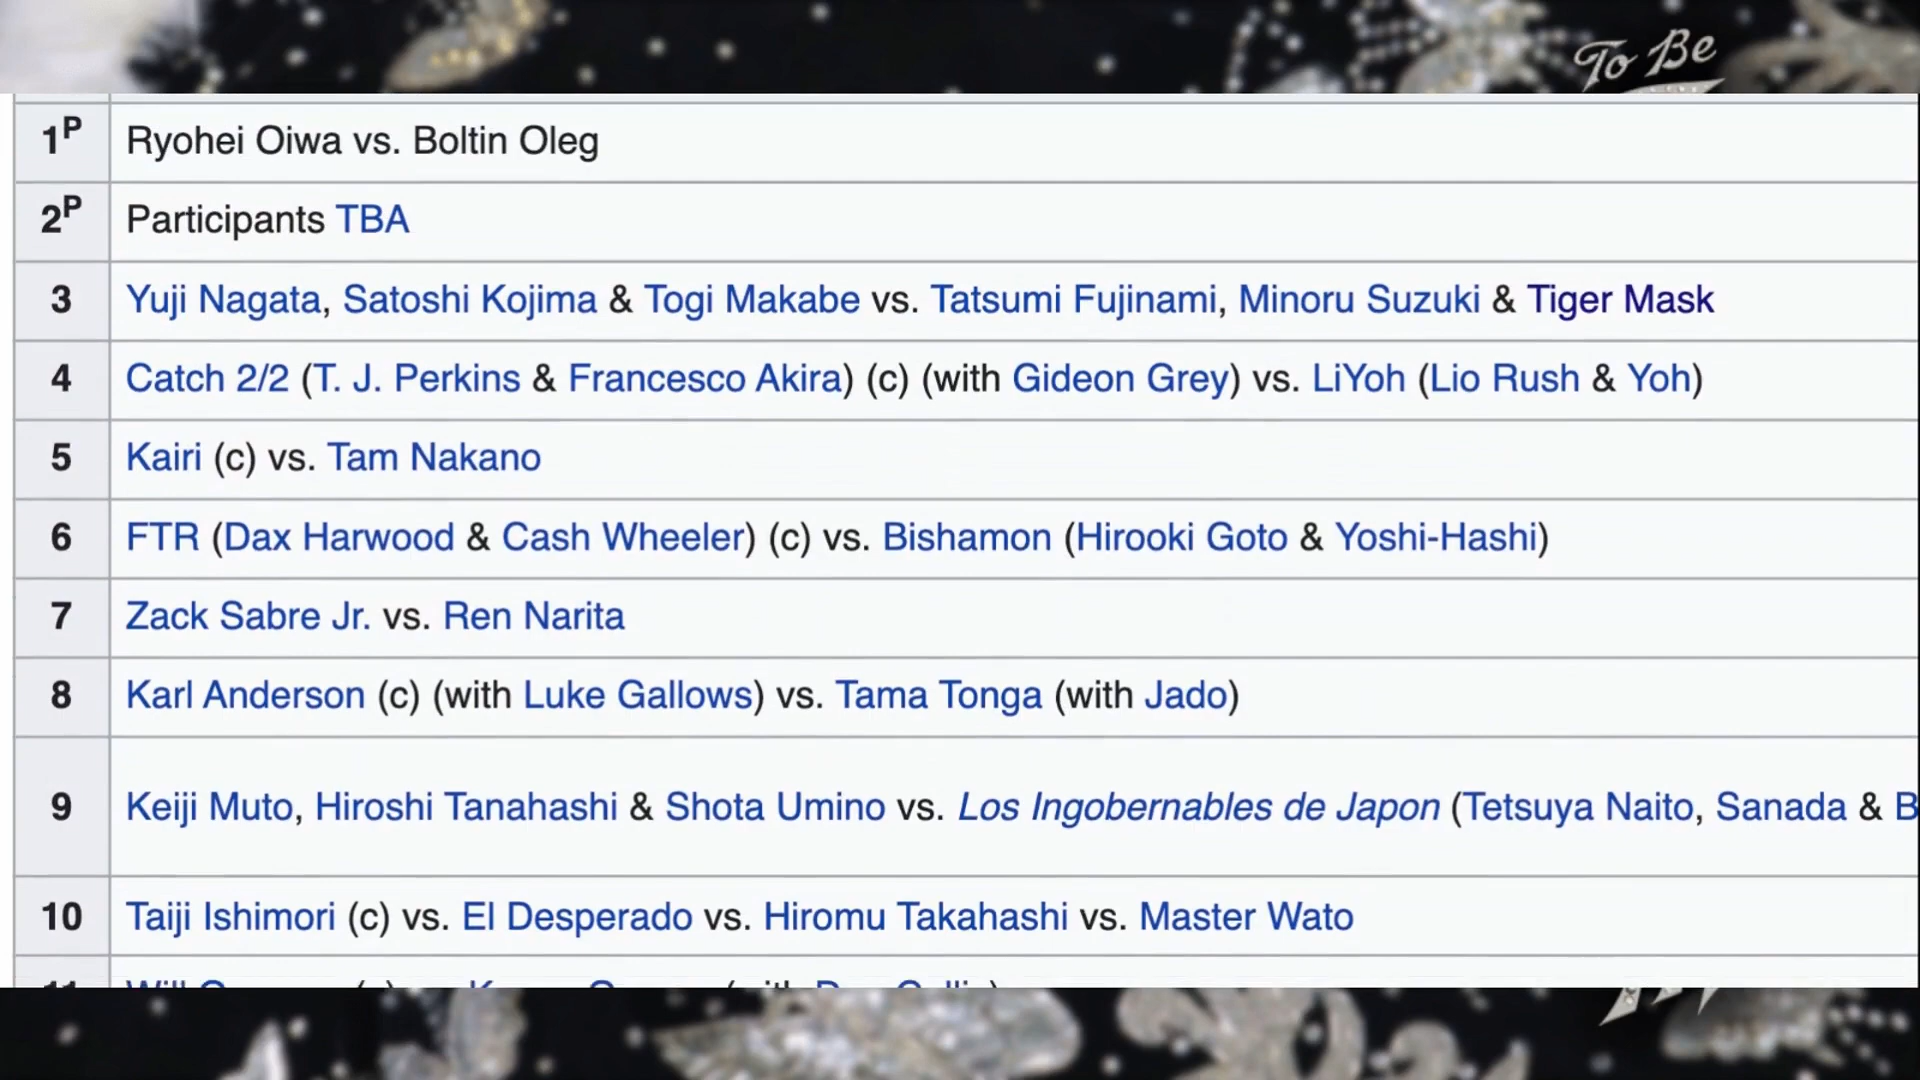 To Be
1P Ryohei Oiwa vs. Boltin Oleg
2P Participants TBA
3 Yuji Nagata, Satoshi Kojima & Togi Makabe vs. Tatsumi Fujinami, Minoru Suzuki & Tiger Mask
4 Catch 2/2 (T. J. Perkins & Francesco Akira) (c) (with Gideon Grey) vs. LiYoh (Lio Rush & Yoh)
5 Kairi (c) vs. Tam Nakano
6 FTR (Dax Harwood & Cash Wheeler) (c) vs. Bishamon (Hirooki Goto & Yoshi-Hashi)
7 Zack Sabre Jr. vs. Ren Narita
8 Karl Anderson (c) (with Luke Gallows) vs. Tama Tonga (with Jado)
9 Keiji Muto, Hiroshi Tanahashi & Shota Umino vs. Los Ingobernables de Japon (Tetsuya Naito, Sanada & B
10 Taiji Ishimori (c) vs. El Desperado vs. Hiromu Takahashi vs. Master Wato